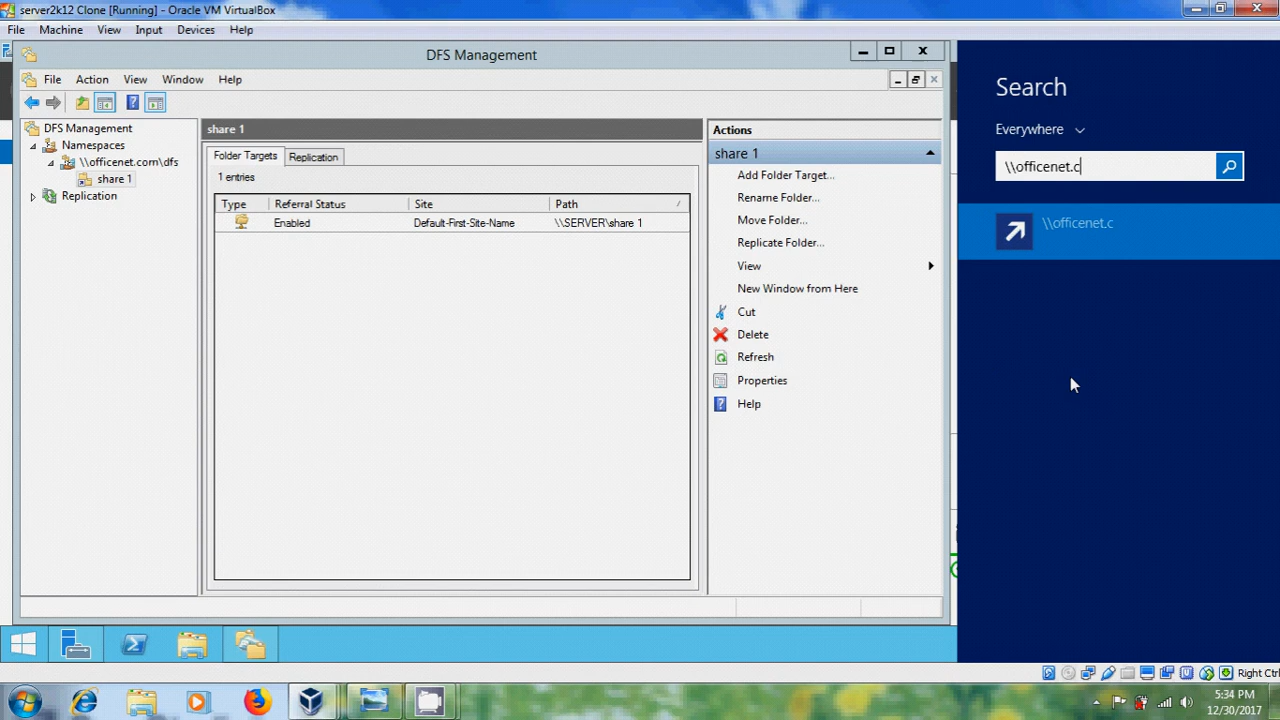 server2k12 Clone [Running] - Oracle VM VirtualBox
File Machine View Input Devices Help
DFS Management
File Action View Window Help
DFS Management
Namespaces
\\officenet.com\dfs
share 1
Replication
share 1
Folder Targets Replication
1 entries
Type Referral Status Site Path
Enabled Default-First-Site-Name \\SERVER\share 1
Actions
share 1
Add Folder Target...
Rename Folder...
Move Folder...
Replicate Folder...
View
New Window from Here
Cut
Delete
Refresh
Properties
Help
Search
Everywhere
\\officenet.c
\\officenet.c
Right Ctrl
5:34 PM
12/30/2017